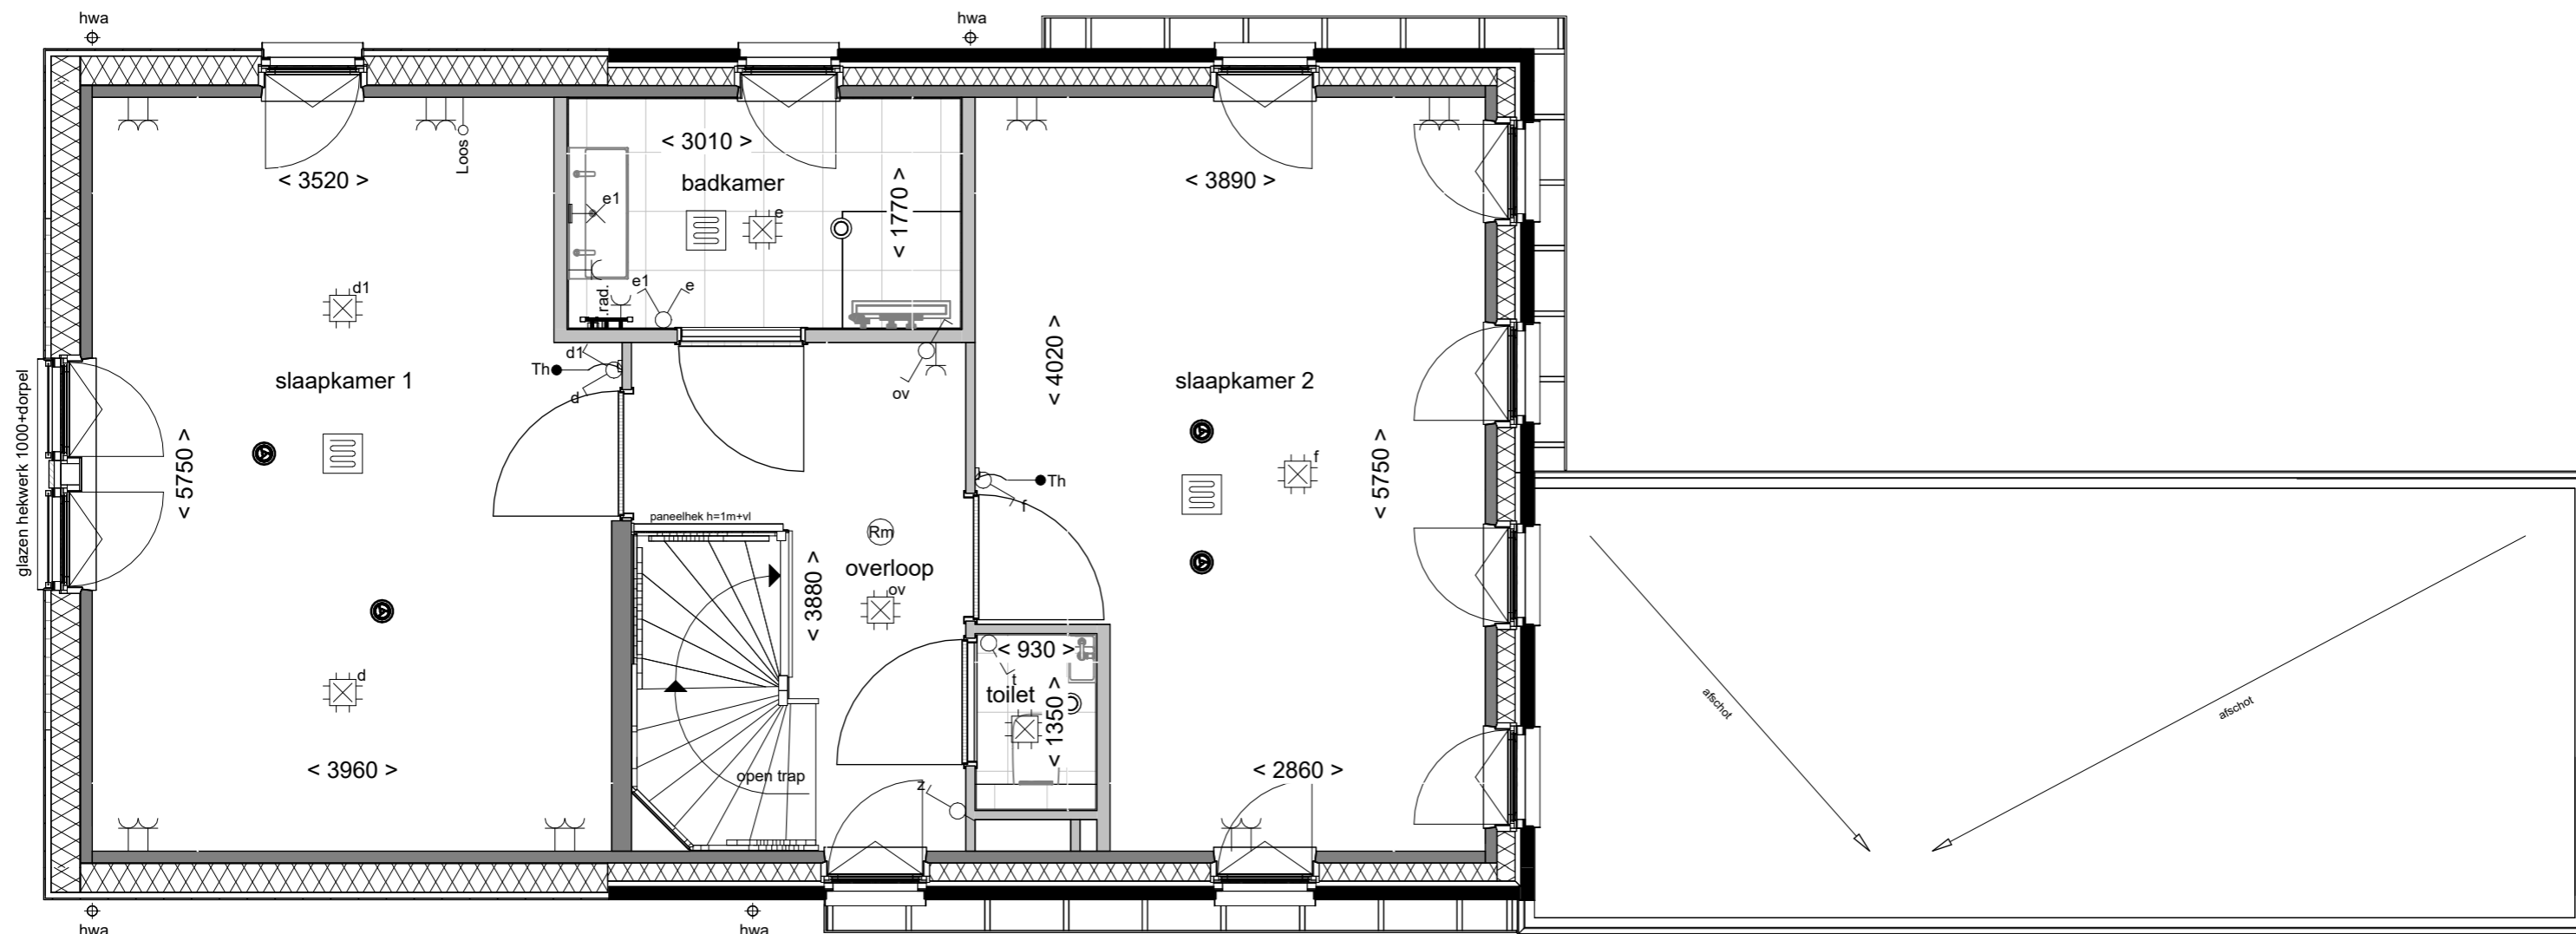 hwa
hwa
Loos
< 3520 >
< 3010 >
badkamer
< 1770 >
< 3890 >
e1
e
d1
e1
e
.rad.
d1
Th
d
ov
< 4020 >
slaapkamer 1
slaapkamer 2
glazen hekwerk 1000+dorpel
< 5750 >
< 5750 >
f
Th
f
paneelhek h=1m+vl
Rm
overloop
ov
< 3880 >
< 930 >
t
toilet
< 1350 >
d
afschot
afschot
< 3960 >
open trap
z
< 2860 >
hwa
hwa